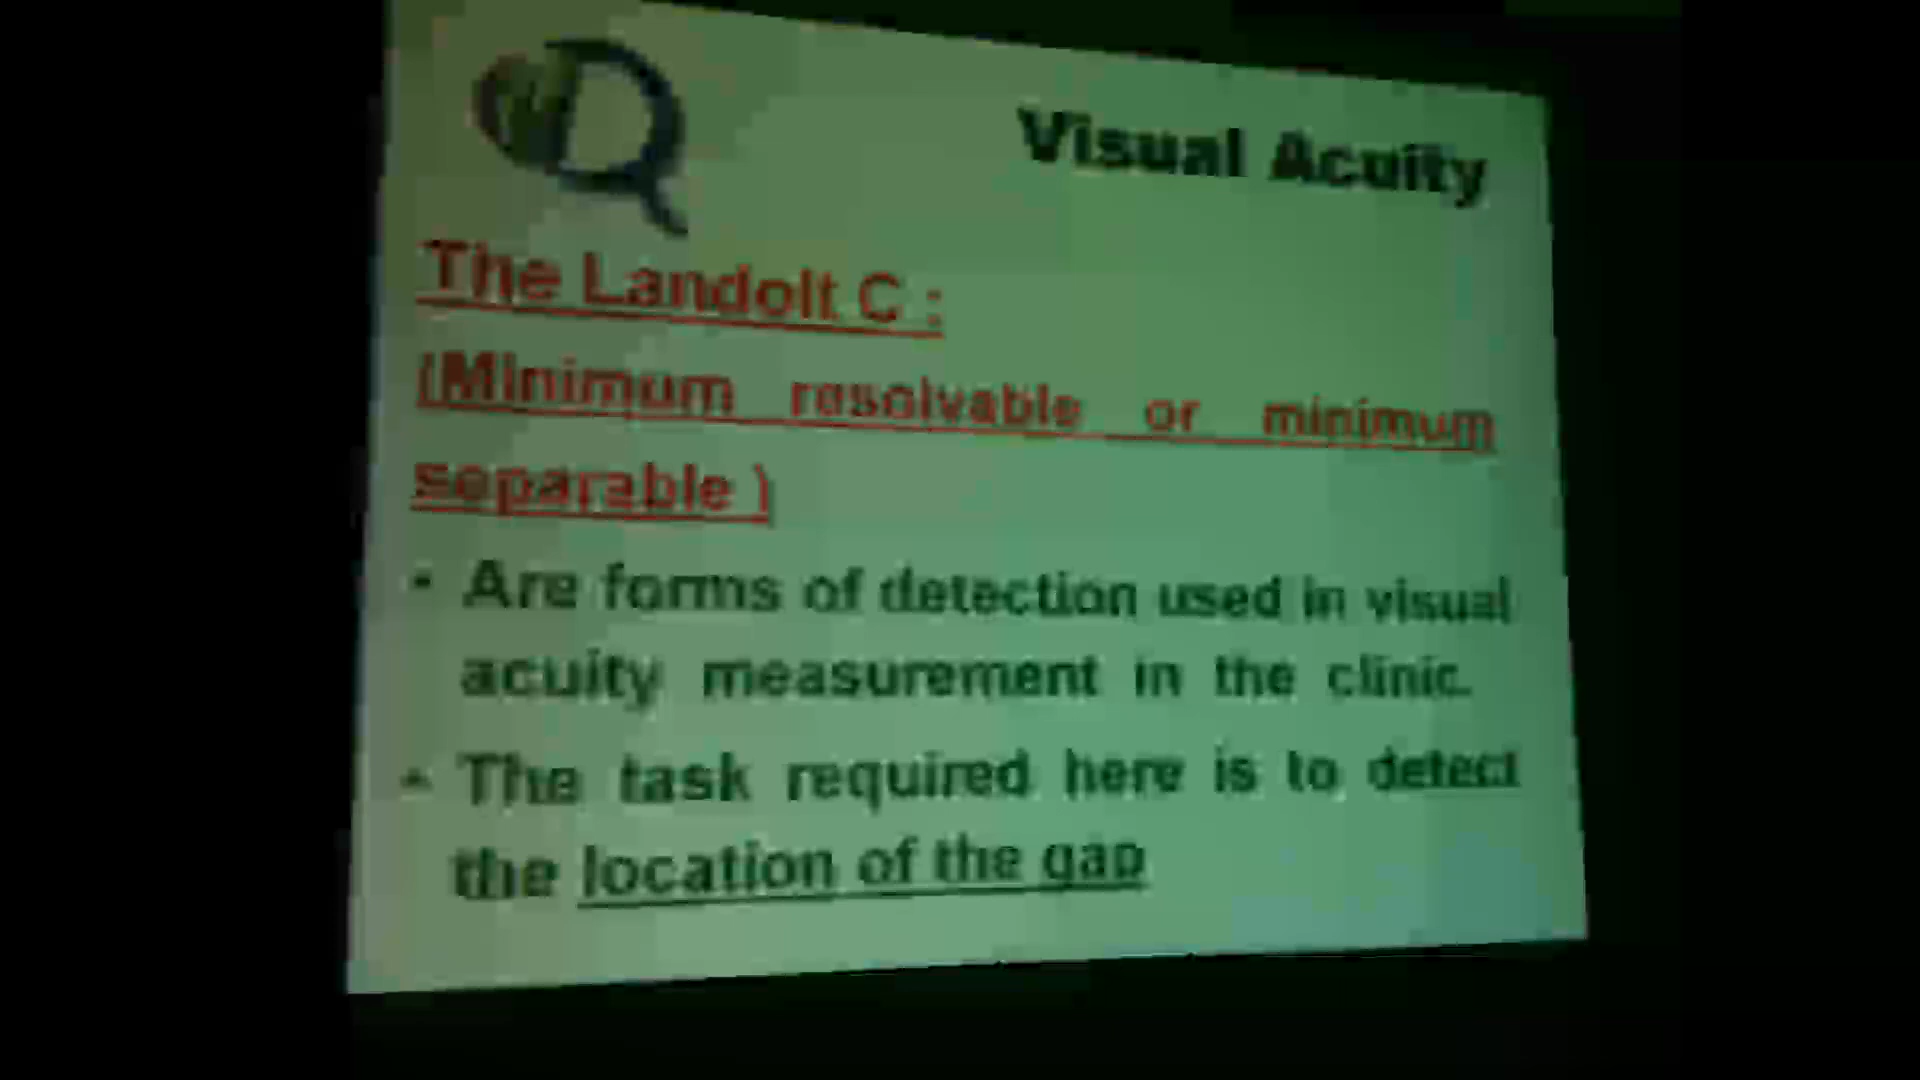 Visual Acuity
The Landolt C :
(Minimum resolvable or minimum
separable )
• Are forms of detection used in visual
acuity measurement in the clinic.
• The task required here is to detect
the location of the gap